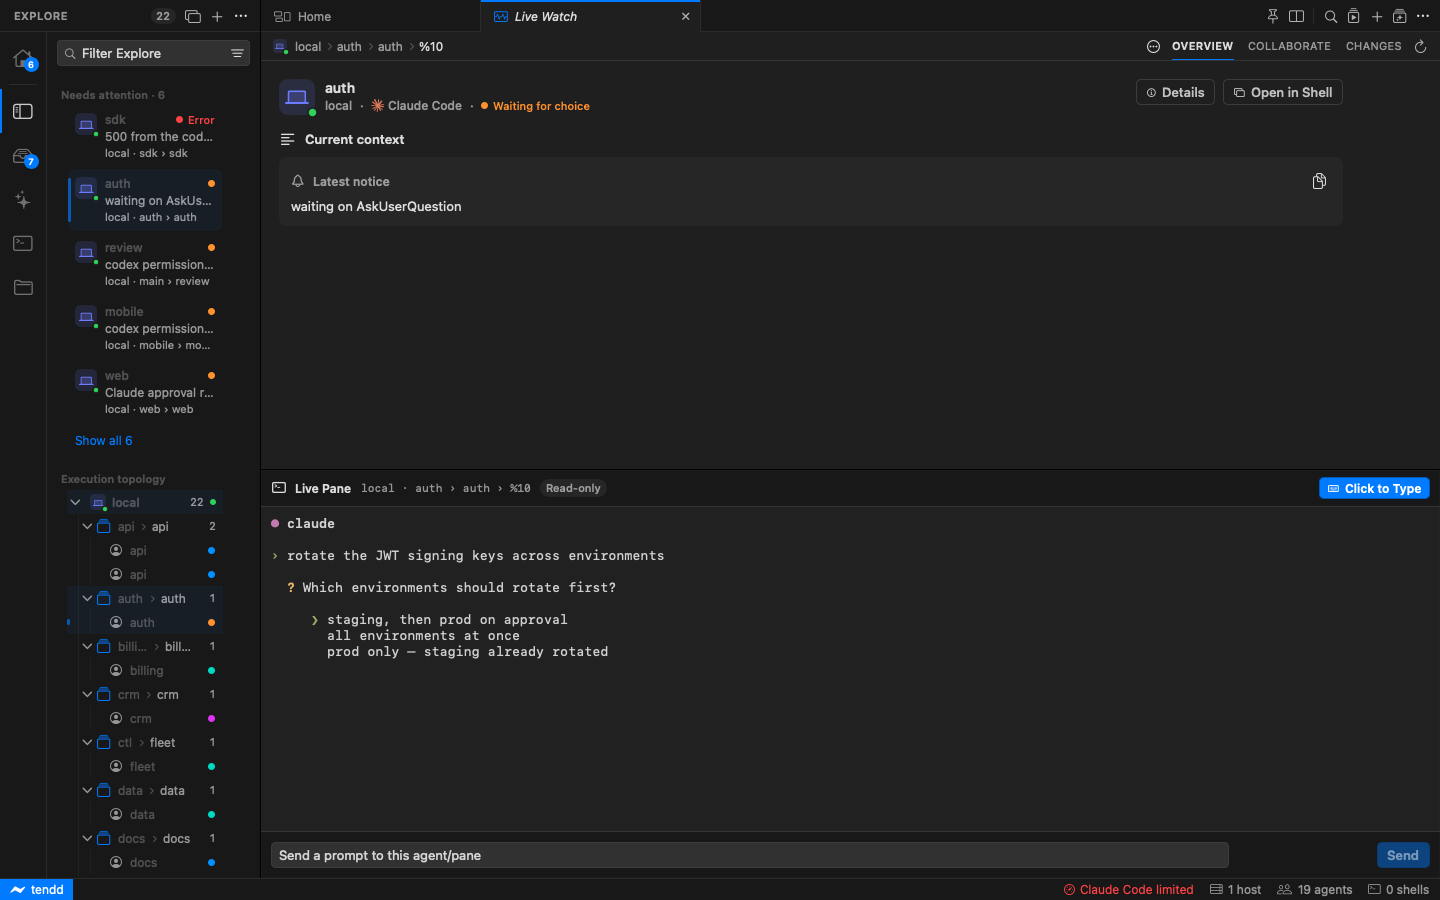 EXPLORE
22
Home
Live Watch
6
7
Filter Explore
Needs attention · 6
sdk
Error
500 from the cod...
local · sdk › sdk
auth
waiting on AskUs...
local · auth › auth
review
codex permission...
local · main › review
mobile
codex permission...
local · mobile › mo...
web
Claude approval r...
local · web › web
Show all 6
Execution topology
local 22
api › api 2
api
api
auth › auth 1
auth
billi... › bill... 1
billing
crm › crm 1
crm
ctl › fleet 1
fleet
data › data 1
data
docs › docs 1
docs
local › auth › auth › %10
OVERVIEW COLLABORATE CHANGES
auth
local · Claude Code · Waiting for choice
Details
Open in Shell
Current context
Latest notice
waiting on AskUserQuestion
Live Pane local · auth › auth › %10 Read-only
Click to Type
claude
› rotate the JWT signing keys across environments
? Which environments should rotate first?
❯ staging, then prod on approval
all environments at once
prod only — staging already rotated
Send a prompt to this agent/pane
Send
tendd
Claude Code limited
1 host
19 agents
0 shells